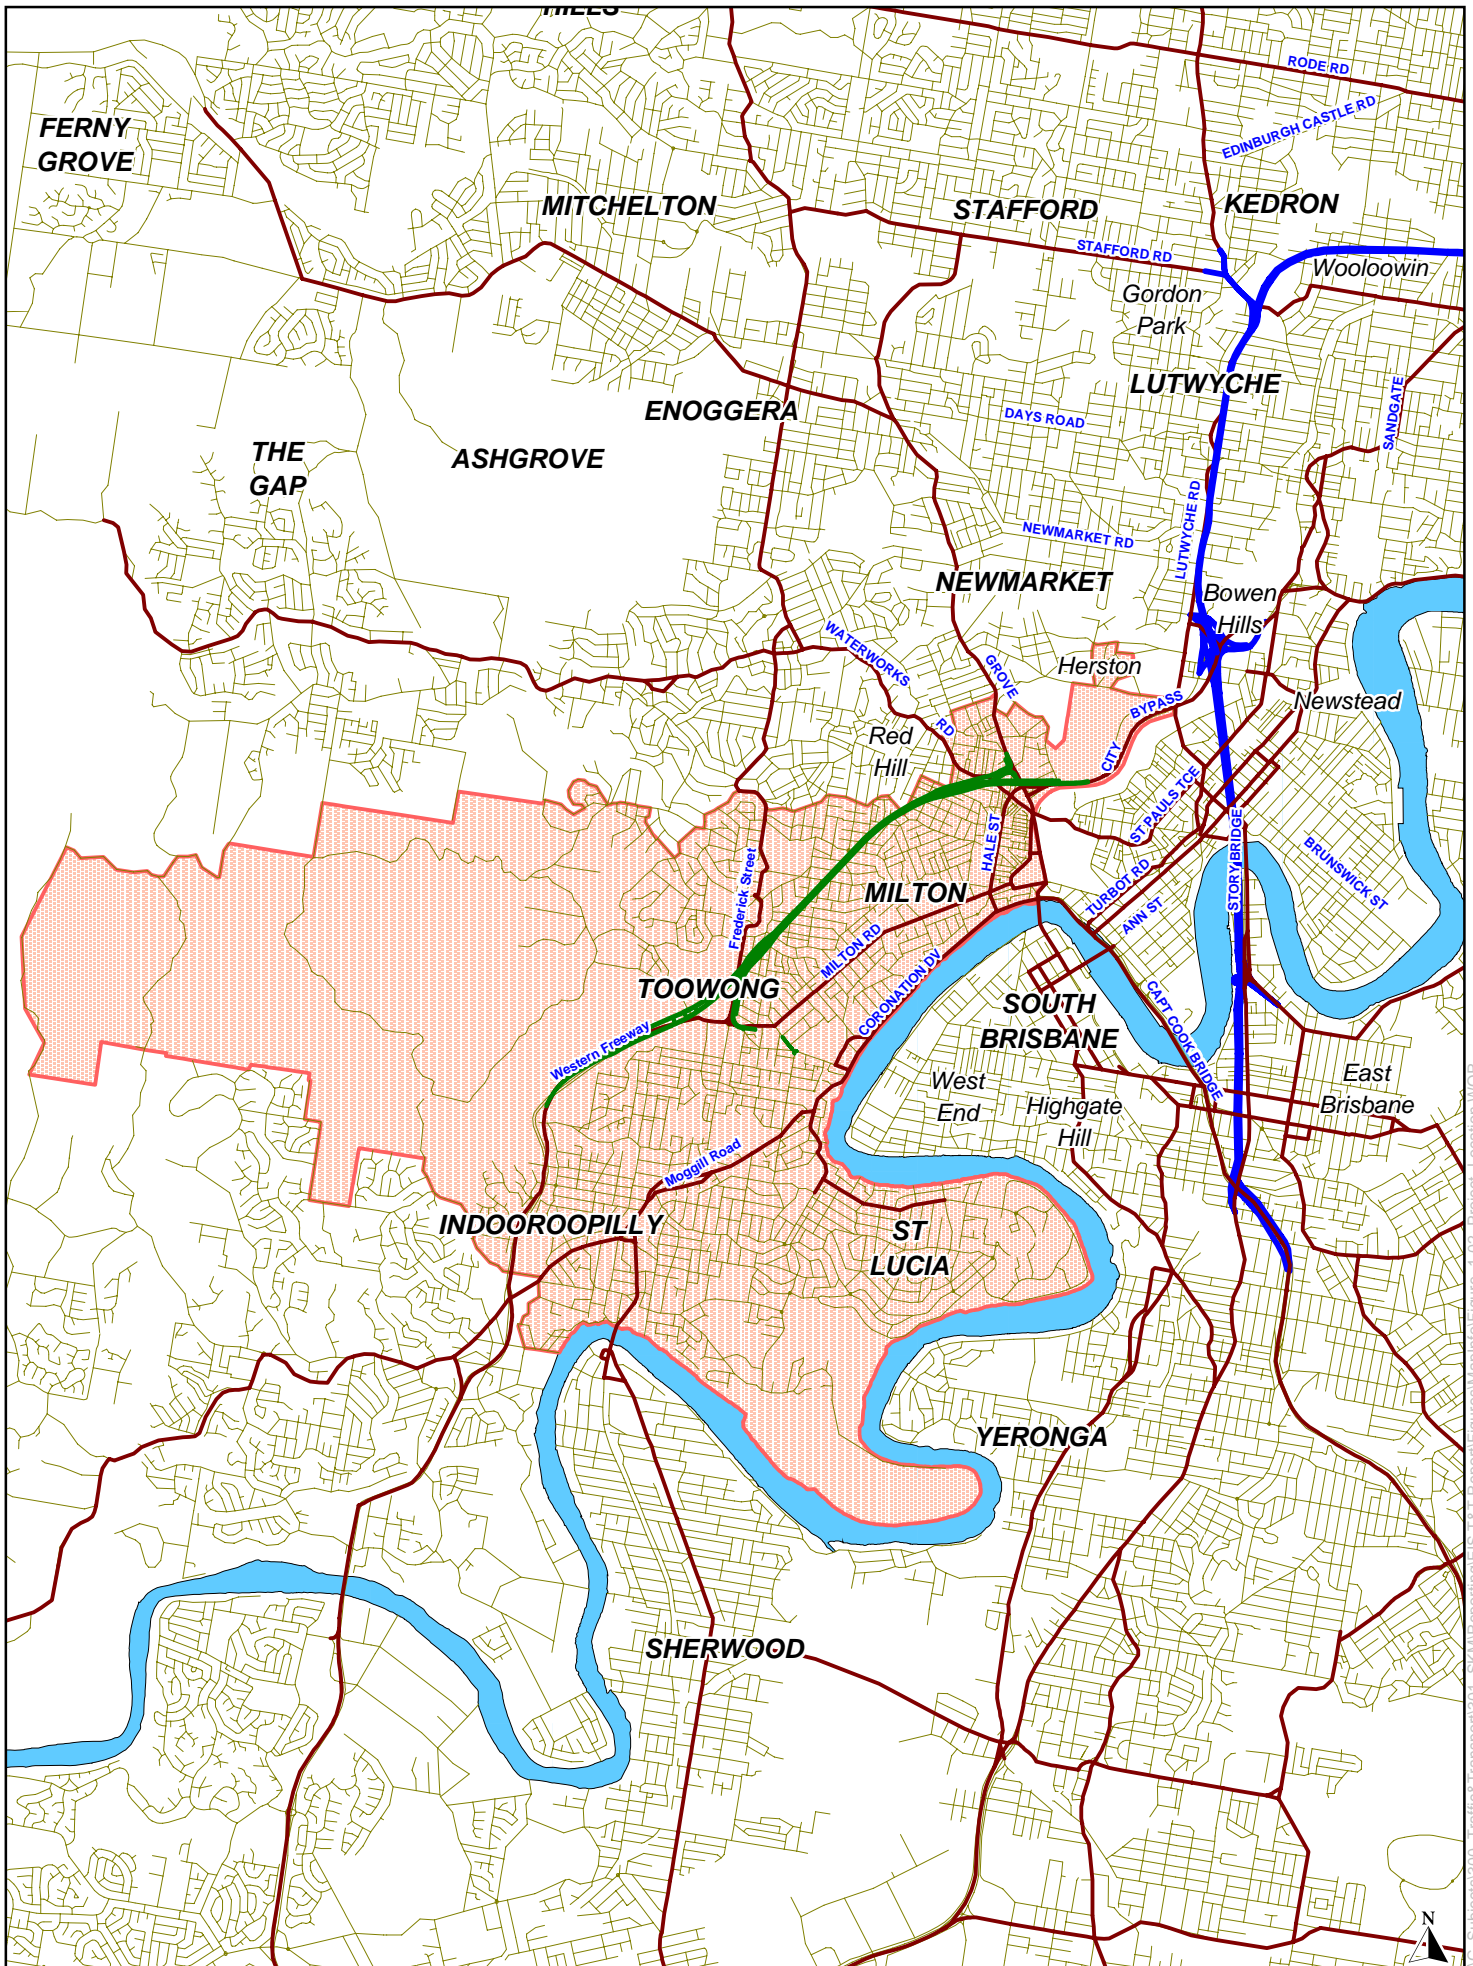 HILLS
RODE RD
FERNY
GROVE
EDINBURGH CASTLE RD
MITCHELTON
STAFFORD
KEDRON
STAFFORD RD
Wooloowin
Gordon
Park
LUTWYCHE
ENOGGERA
DAYS ROAD
SANDGATE
THE
GAP
ASHGROVE
LUTWYCHE RD
NEWMARKET RD
NEWMARKET
Bowen
Hills
WATERWORKS
RD
GROVE
Herston
BYPASS
CITY
Newstead
Red
Hill
ST PAULS TCE
HALE ST
STORY BRIDGE
BRUNSWICK ST
Frederick Street
MILTON
TURBOT RD
ANN ST
MILTON RD
TOOWONG
CORONATION DV
SOUTH
BRISBANE
CAPT COOK BRIDGE
Western Freeway
West
End
Highgate
Hill
East
Brisbane
Moggill Road
INDOOROOPILLY
ST
LUCIA
YERONGA
SHERWOOD
N